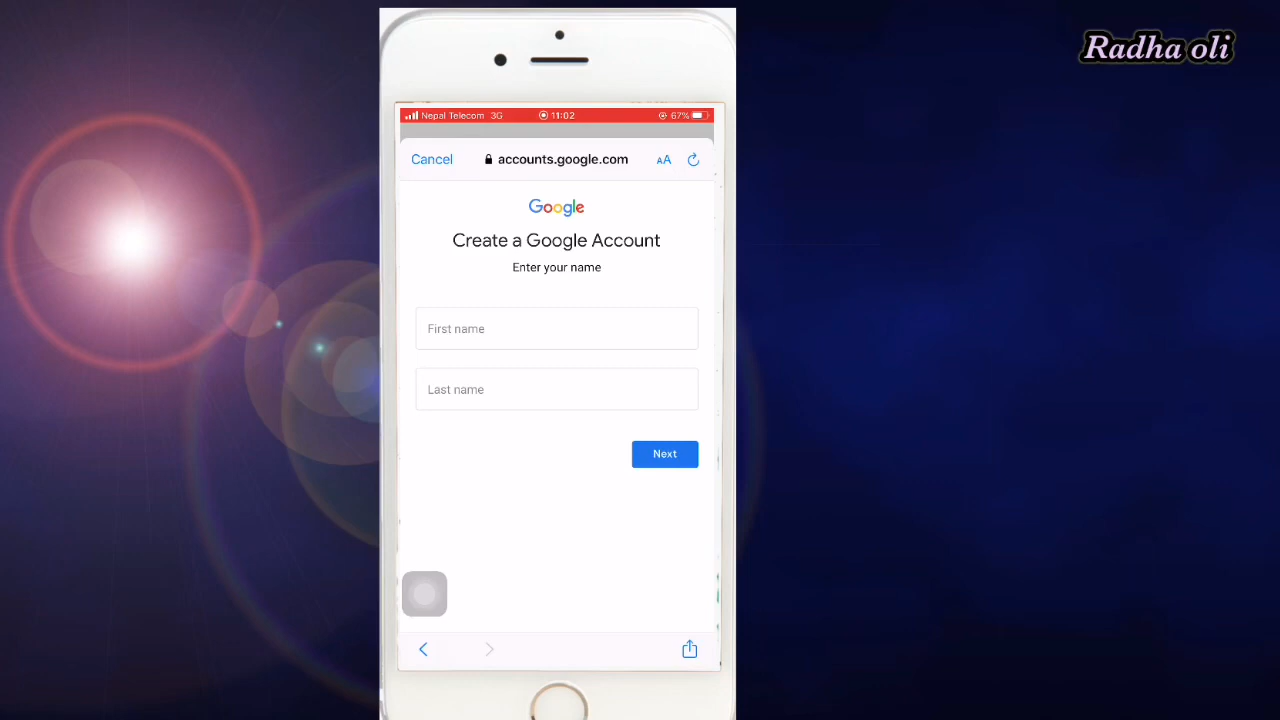 Radha oli
Nepal Telecom 3G 11:02 67%
Cancel accounts.google.com AA
Google
Create a Google Account
Enter your name
First name
Last name
Next